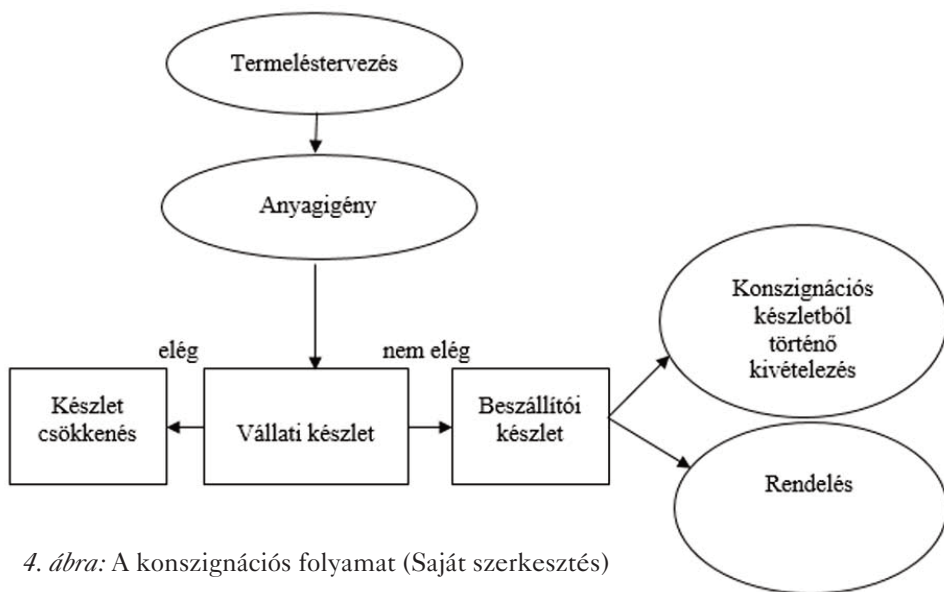 Termeléstervezés
Anyagigény
elég
nem elég
Készlet
csökkenés
Vállati készlet
Beszállítói
készlet
Konszignációs
készletből
történő
kivételezés
Rendelés
4. ábra: A konszignációs folyamat (Saját szerkesztés)